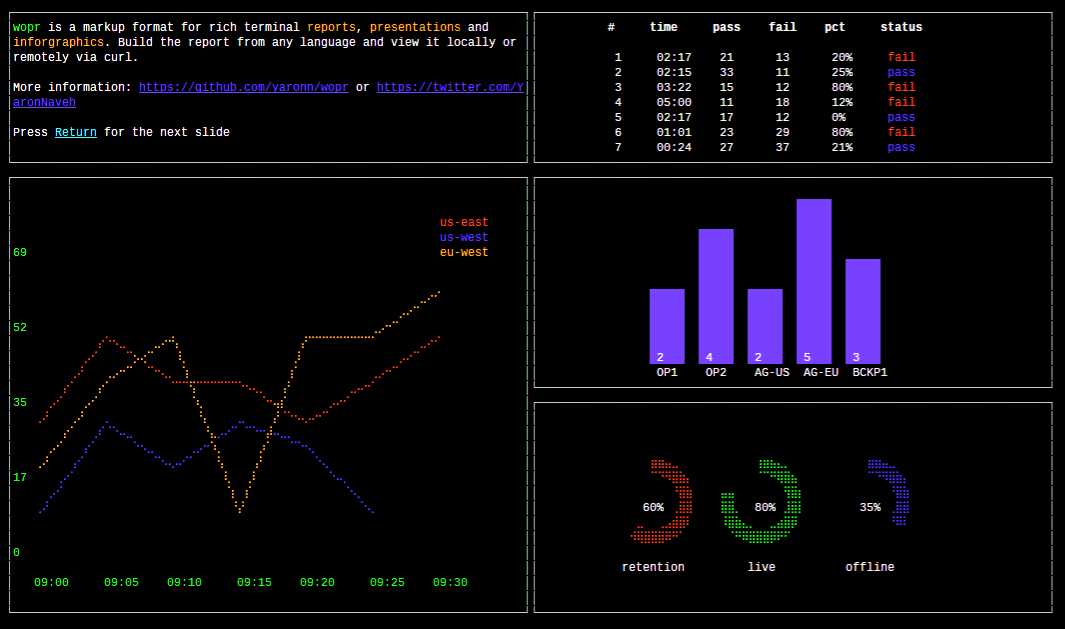 wopr is a markup format for rich terminal reports, presentations and
inforgraphics. Build the report from any language and view it locally or
remotely via curl.
More information: https://github.com/yaronn/wopr or https://twitter.com/Y
aronNaveh
Press Return for the next slide
# time pass fail pct status
1 02:17 21 13 20% fail
2 02:15 33 11 25% pass
3 03:22 15 12 80% fail
4 05:00 11 18 12% fail
5 02:17 17 12 0% pass
6 01:01 23 29 80% fail
7 00:24 27 37 21% pass
us-east
us-west
eu-west
69
52
35
17
0
09:00 09:05 09:10 09:15 09:20 09:25 09:30
2 4 2 5 3
OP1 OP2 AG-US AG-EU BCKP1
60% 80% 35%
retention live offline